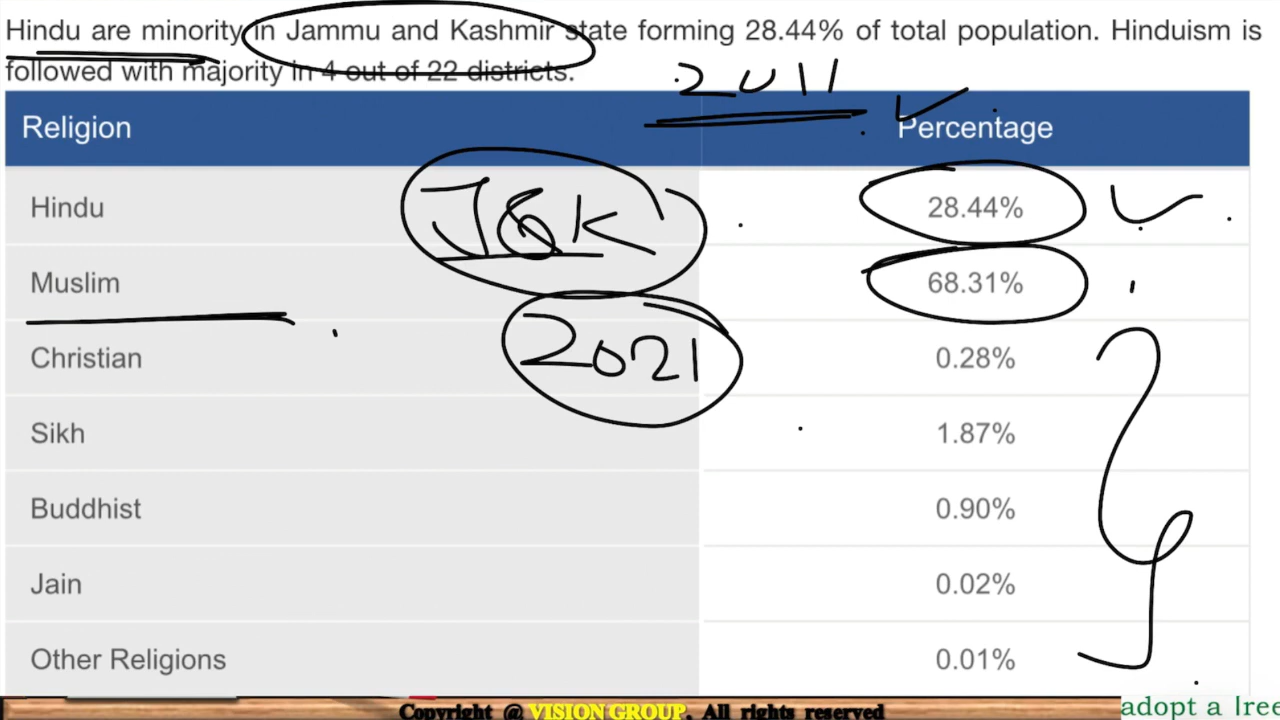 Hindu are minority in Jammu and Kashmir state forming 28.44% of total population. Hinduism is
followed with majority in 4 out of 22 districts.
2011
Religion Percentage
Hindu J&K 28.44%
Muslim 68.31%
Christian 2021 0.28%
Sikh 1.87%
Buddhist 0.90%
Jain 0.02%
Other Religions 0.01%
Copyright @ VISION GROUP. All rights reserved
adopt a